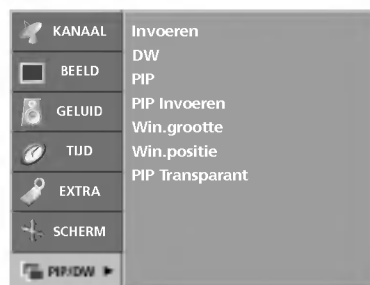 KANAAL
BEELD
GELUID
TIJD
EXTRA
SCHERM
PIP/DW
Invoeren
DW
PIP
PIP Invoeren
Win.grootte
Win.positie
PIP Transparant